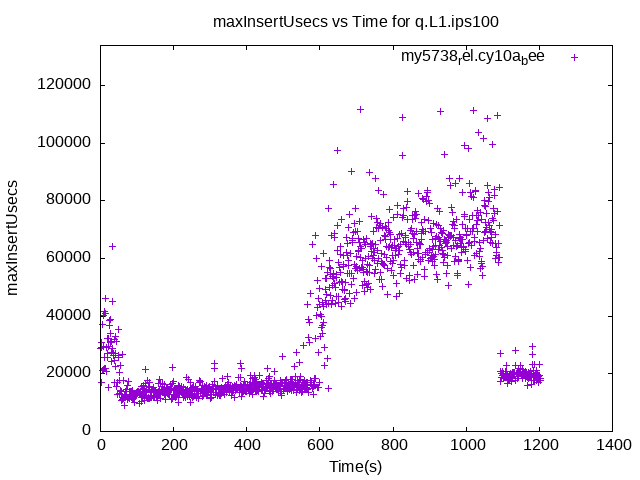 maxInsertUsecs vs Time for q.L1.ips100
my5738rel.cy10abee
120000
100000
80000
60000
40000
20000
0
maxInsertUsecs
0 200 400 600 800 1000 1200 1400
Time(s)